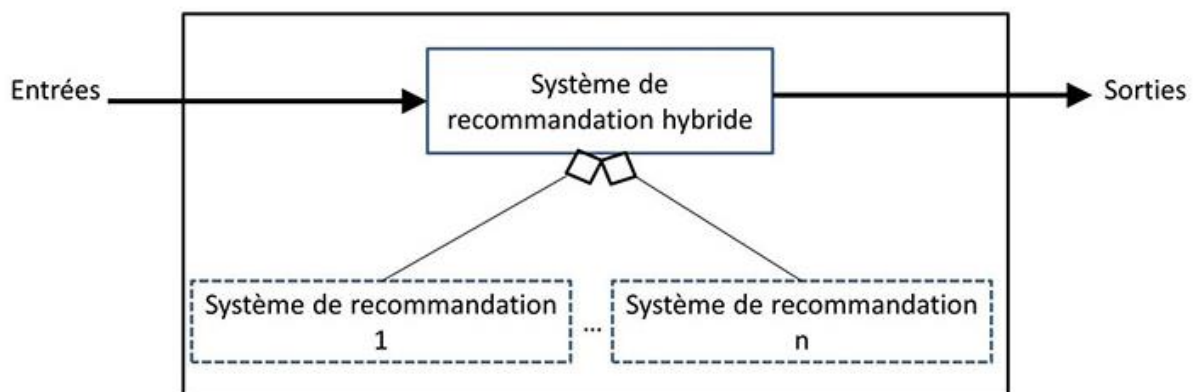 Entrées
Système de
recommandation hybride
Sorties
Système de recommandation
1
...
Système de recommandation
n